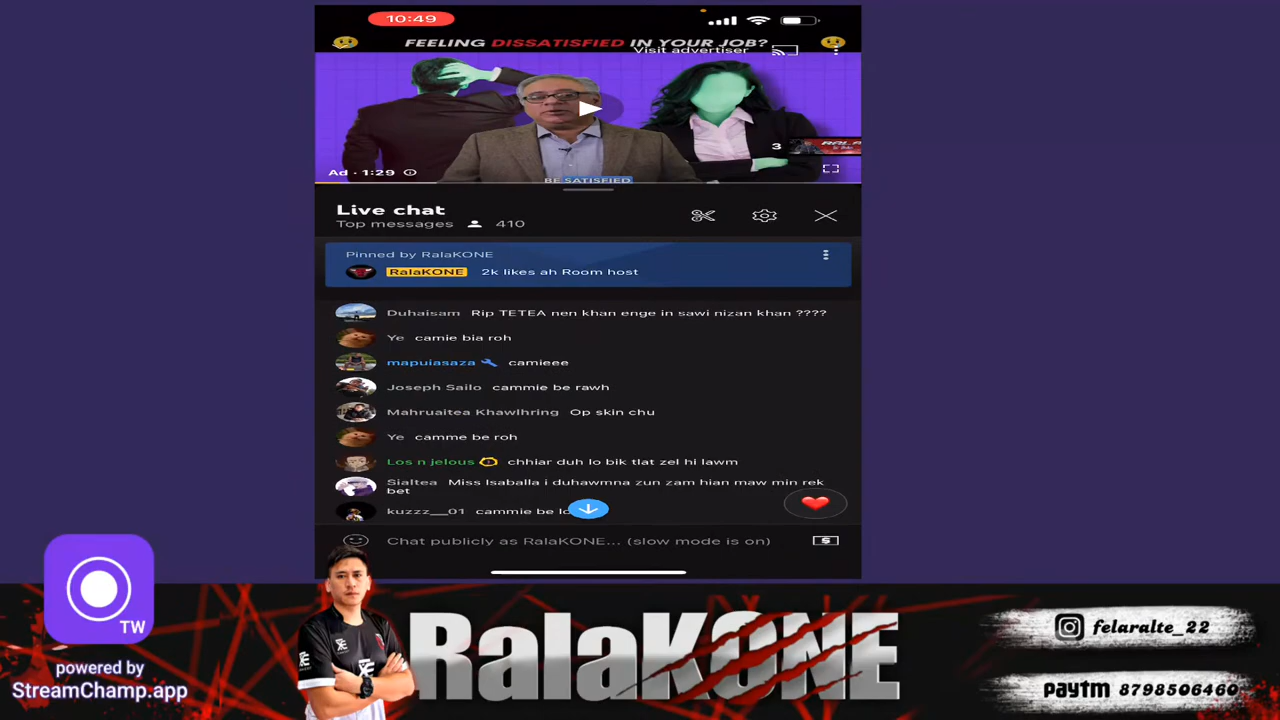 10:49
FEELING DISSATISFIED IN YOUR JOB?
Visit advertiser
3
Ad · 1:29
BE SATISFIED
Live chat
Top messages 410
Pinned by RalaKONE
RalaKONE 2k likes ah Room host
Duhaisam Rip TETEA nen khan enge in sawi nizan khan ????
Ye camie bia roh
mapuiasaza camieee
Joseph Sailo cammie be rawh
Mahruaitea Khawlhring Op skin chu
Ye camme be roh
Los n jelous chhiar duh lo bik tlat zel hi lawm
Sialtea Miss Isaballa i duhawmna zun zam hian maw min rek
bet
kuzzz__01 cammie be
Chat publicly as RalaKONE... (slow mode is on)
TW
powered by
StreamChamp.app
RalaKONE
felaralte_22
paytm 8798506460